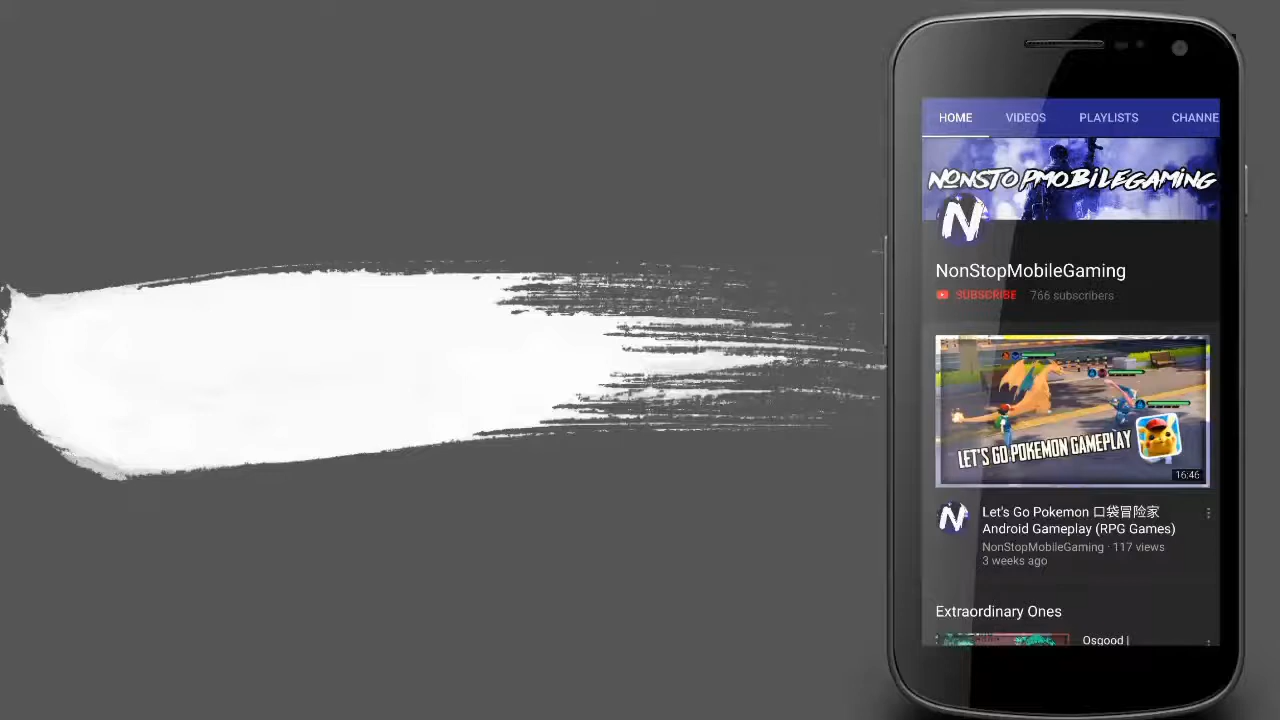 HOME VIDEOS PLAYLISTS CHANNE
NONSTOPMOBILEGAMING
N
NonStopMobileGaming
SUBSCRIBE 766 subscribers
LET'S GO POKEMON GAMEPLAY
16:46
N
Let's Go Pokemon 口袋冒险家
Android Gameplay (RPG Games)
NonStopMobileGaming · 117 views
3 weeks ago
Extraordinary Ones
Osgood |